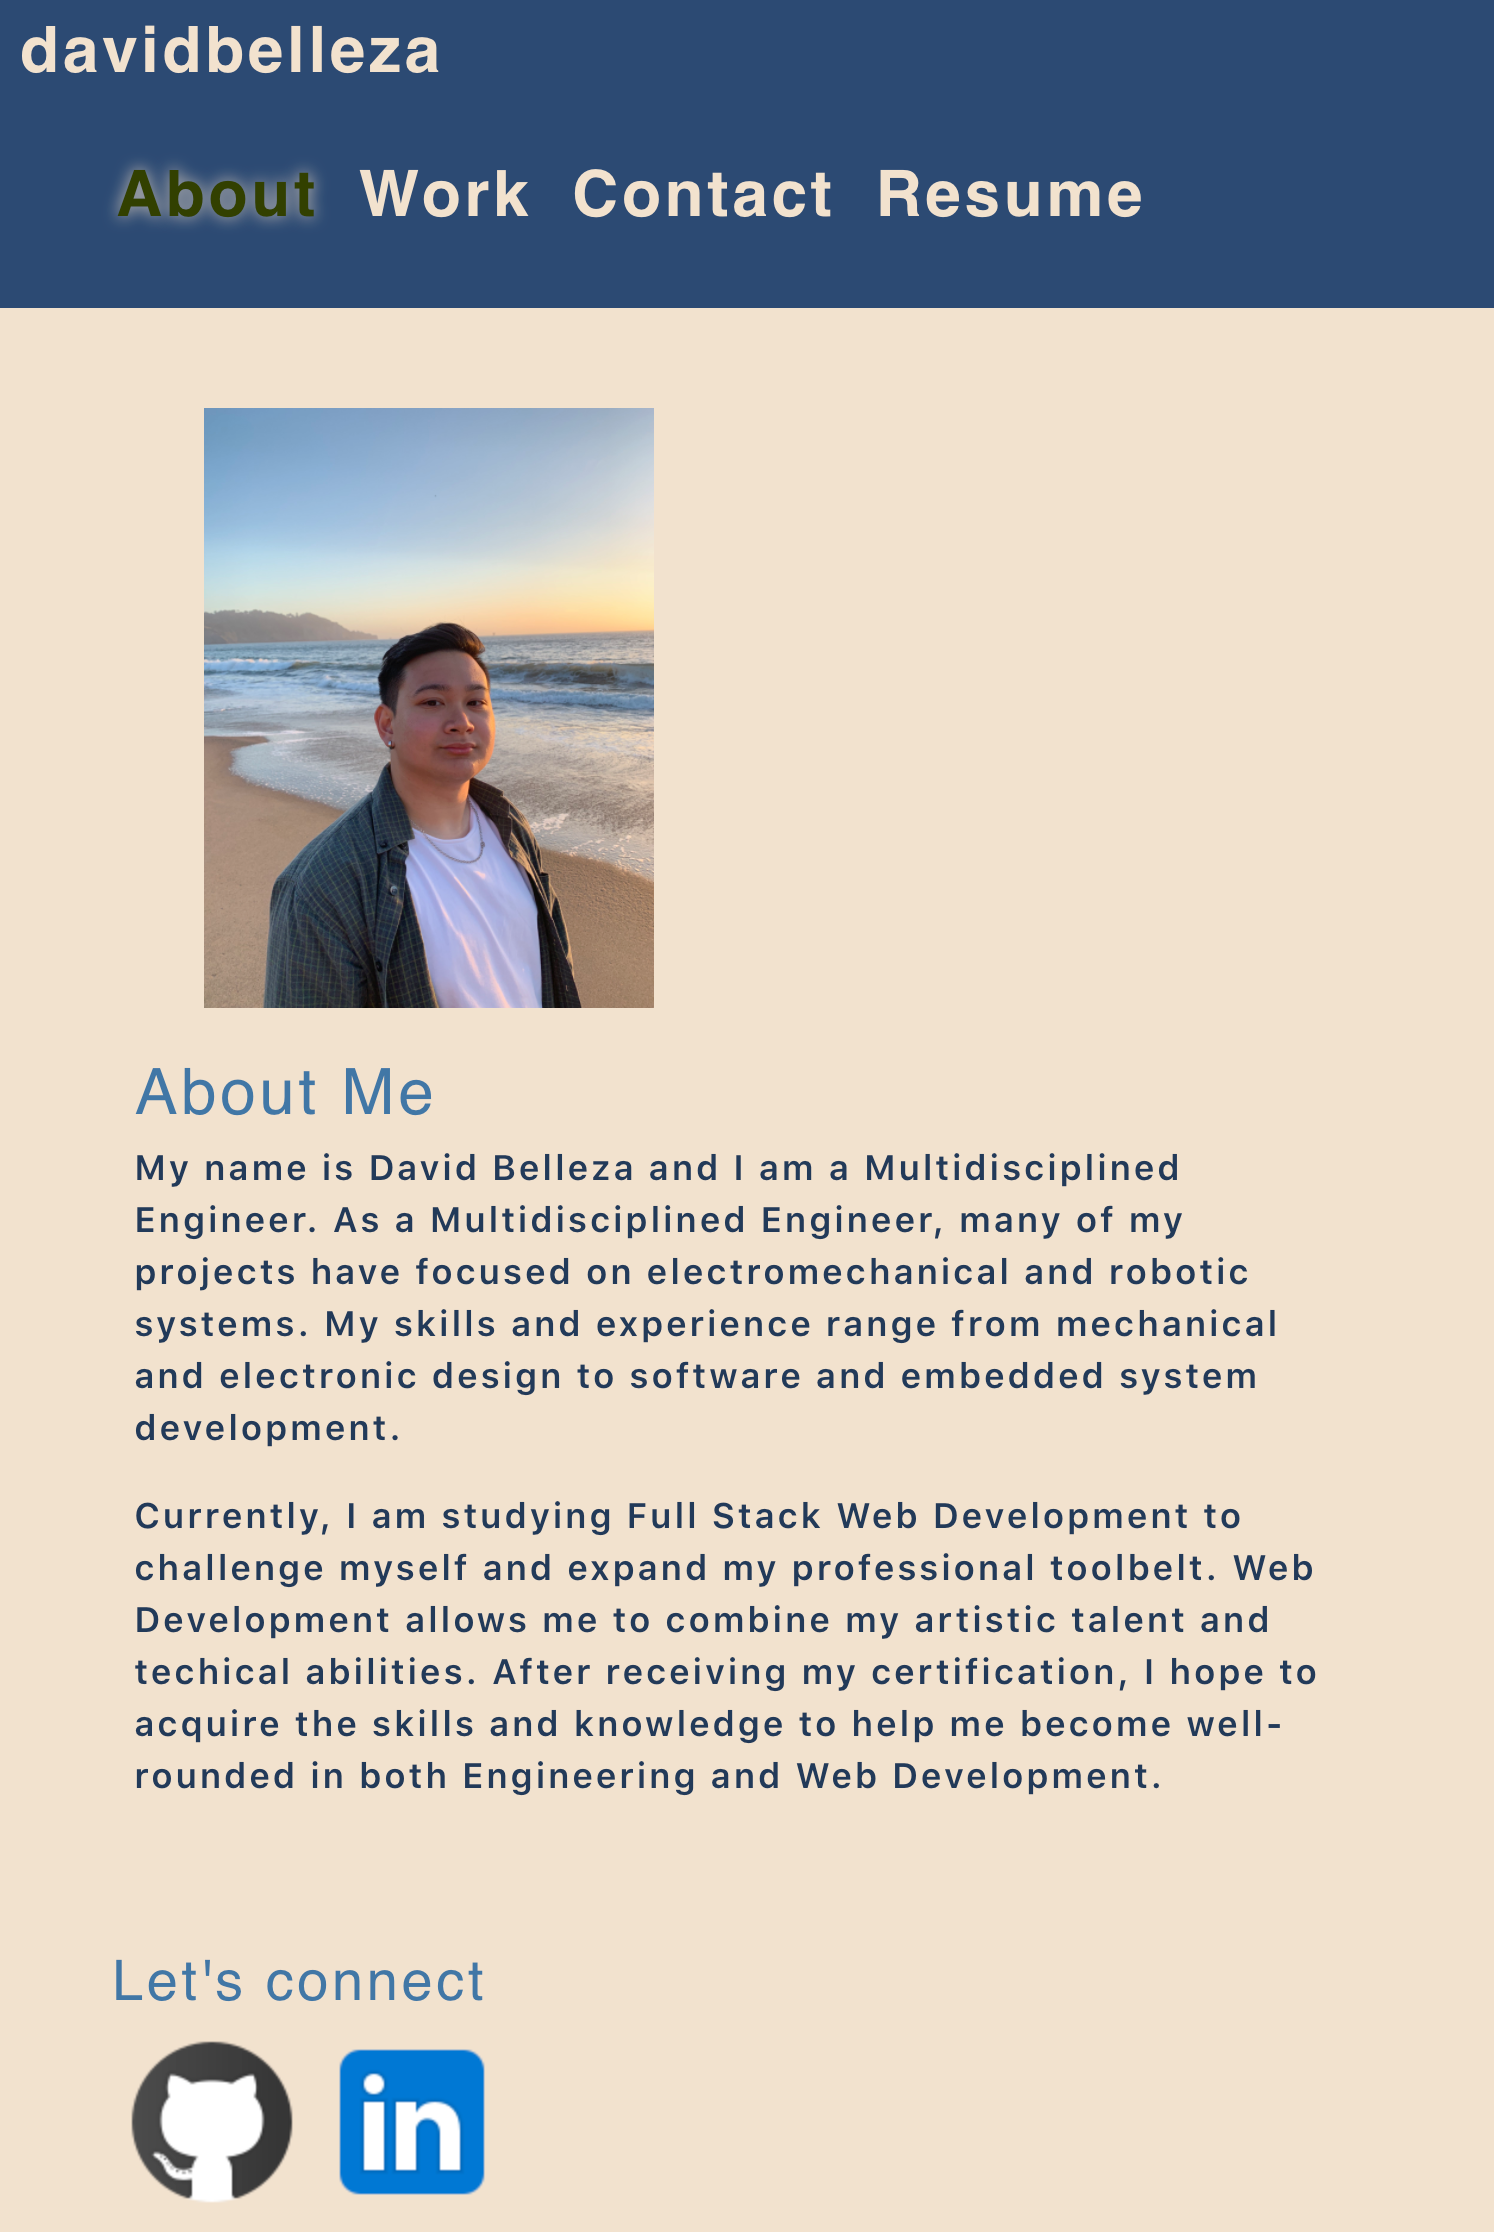 davidbelleza
About Work Contact Resume
About Me
My name is David Belleza and I am a Multidisciplined
Engineer. As a Multidisciplined Engineer, many of my
projects have focused on electromechanical and robotic
systems. My skills and experience range from mechanical
and electronic design to software and embedded system
development.
Currently, I am studying Full Stack Web Development to
challenge myself and expand my professional toolbelt. Web
Development allows me to combine my artistic talent and
techical abilities. After receiving my certification, I hope to
acquire the skills and knowledge to help me become well-
rounded in both Engineering and Web Development.
Let's connect
in